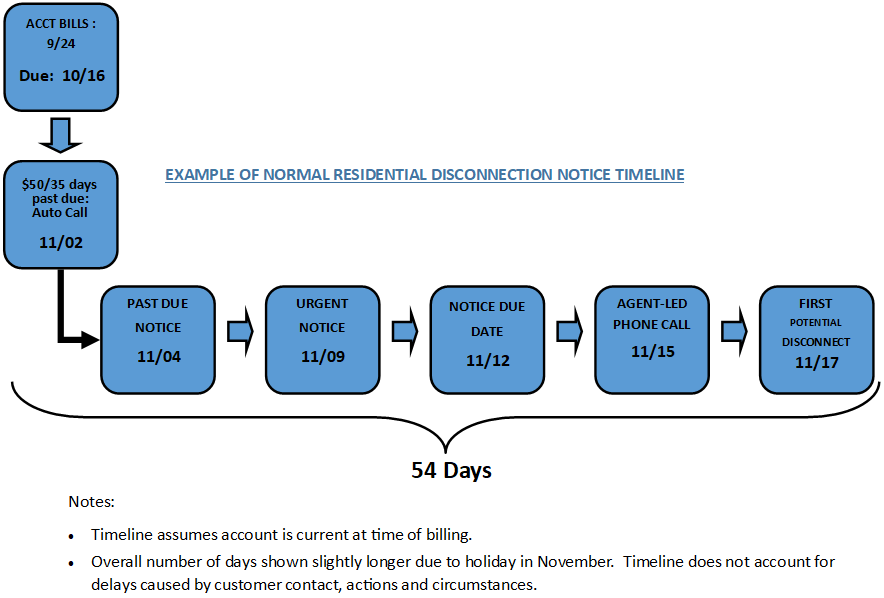 ACCT BILLS :
9/24
Due: 10/16
EXAMPLE OF NORMAL RESIDENTIAL DISCONNECTION NOTICE TIMELINE
$50/35 days
past due:
Auto Call
11/02
PAST DUE
NOTICE
11/04
URGENT
NOTICE
11/09
NOTICE DUE
DATE
11/12
AGENT-LED
PHONE CALL
11/15
FIRST
POTENTIAL
DISCONNECT
11/17
54 Days
Notes:
• Timeline assumes account is current at time of billing.
• Overall number of days shown slightly longer due to holiday in November. Timeline does not account for
delays caused by customer contact, actions and circumstances.